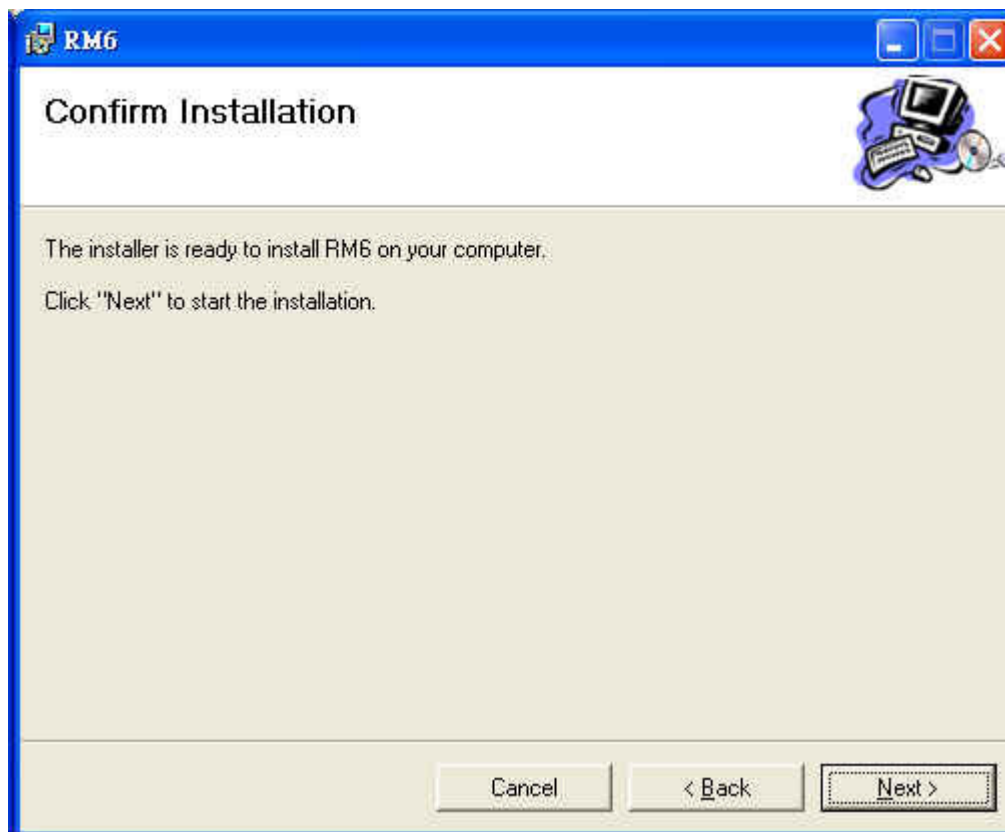 RM6
Confirm Installation
The installer is ready to install RM6 on your computer.
Click "Next" to start the installation.
Cancel
< Back
Next >